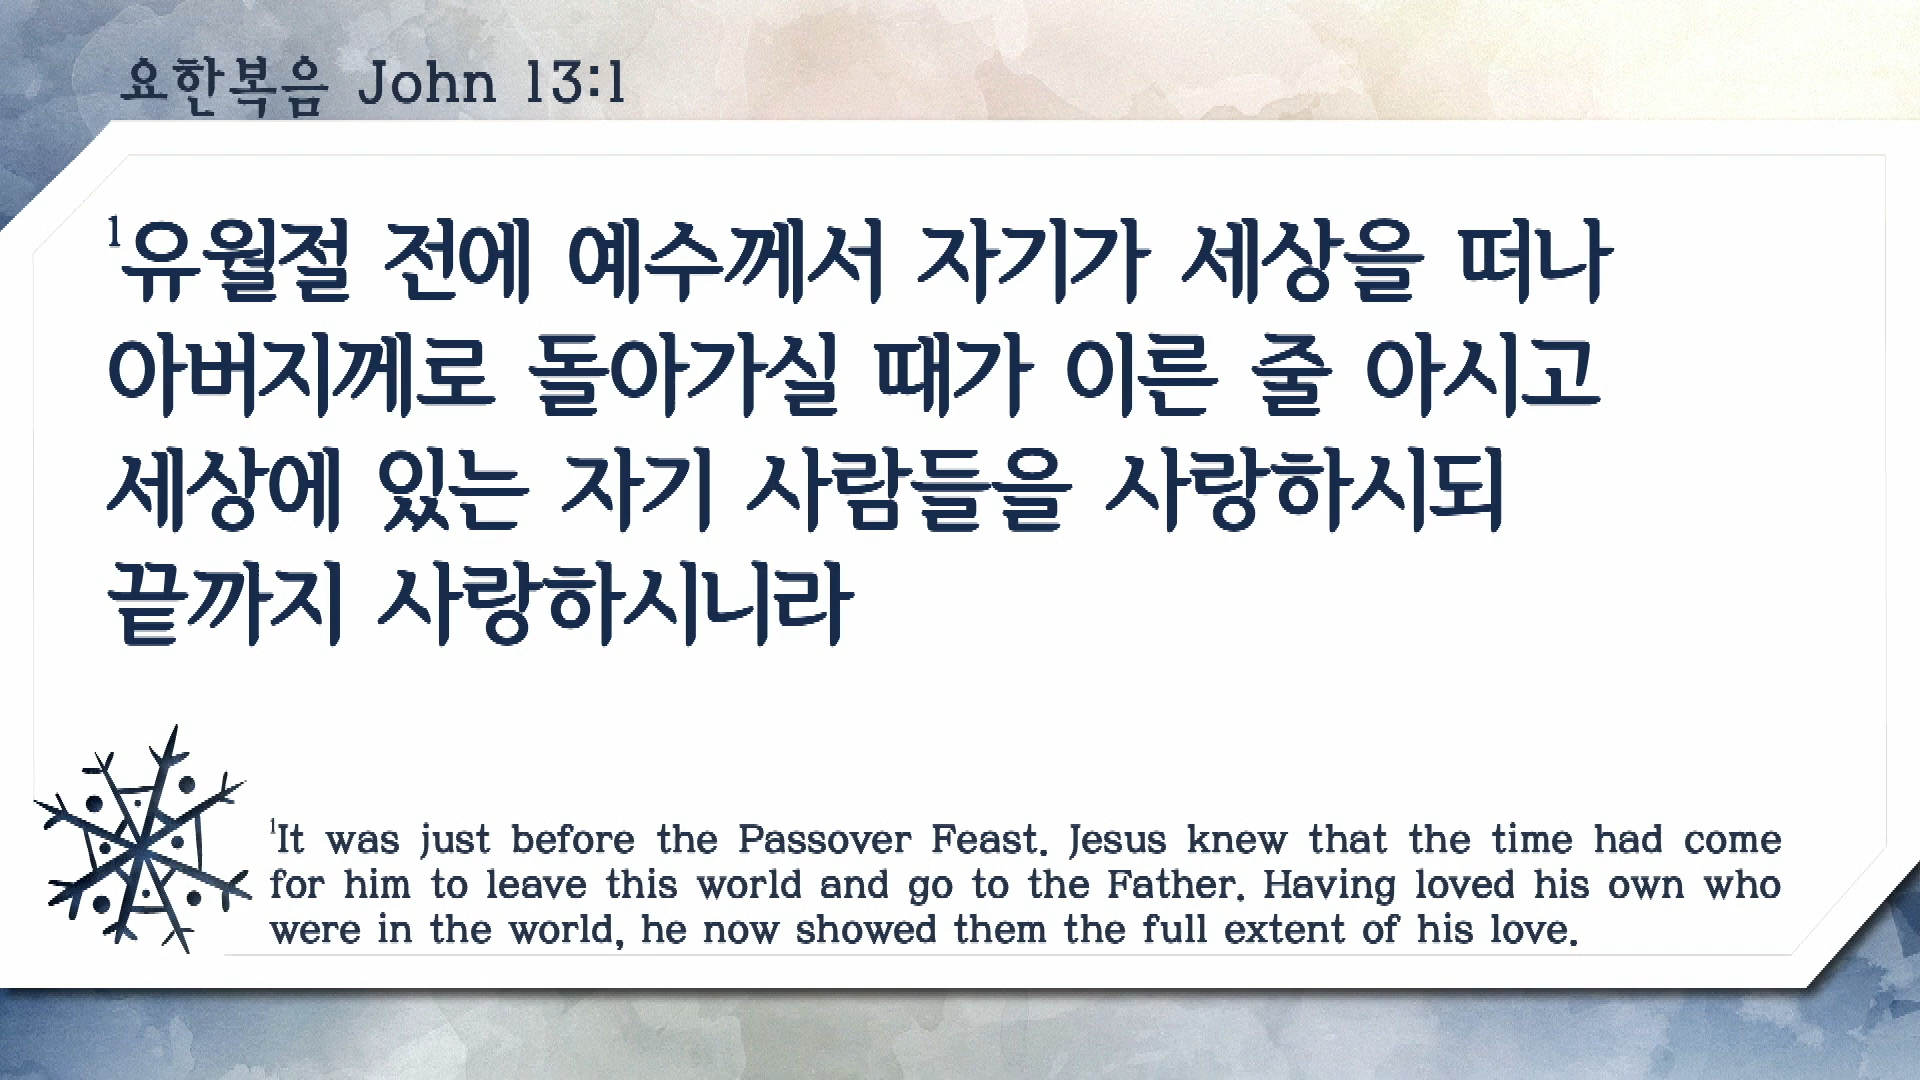 요한복음 John 13:1
¹유월절 전에 예수께서 자기가 세상을 떠나
아버지께로 돌아가실 때가 이른 줄 아시고
세상에 있는 자기 사람들을 사랑하시되
끝까지 사랑하시니라
¹It was just before the Passover Feast. Jesus knew that the time had come
for him to leave this world and go to the Father. Having loved his own who
were in the world, he now showed them the full extent of his love.